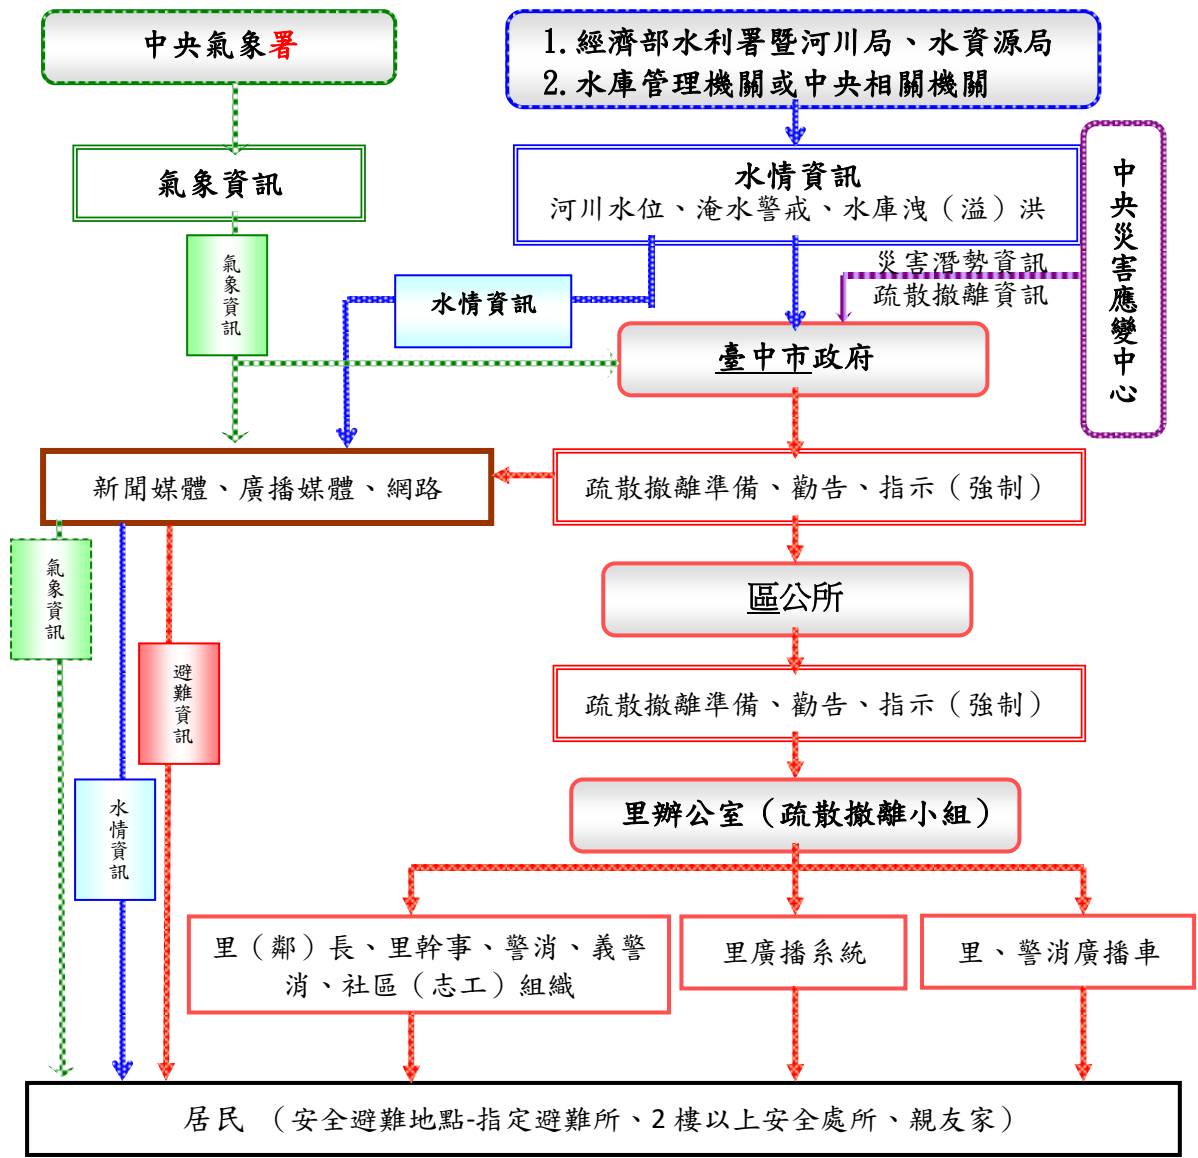 中央氣象署
1. 經濟部水利署暨河川局、水資源局
2. 水庫管理機關或中央相關機關
中央災害應變中心
氣象資訊
水情資訊
河川水位、淹水警戒、水庫洩（溢）洪
氣象資訊
水情資訊
災害潛勢資訊
疏散撤離資訊
臺中市政府
新聞媒體、廣播媒體、網路
疏散撤離準備、勸告、指示（強制）
氣象資訊
區公所
避難資訊
疏散撤離準備、勸告、指示（強制）
水情資訊
里辦公室（疏散撤離小組）
里（鄰）長、里幹事、警消、義警
消、社區（志工）組織
里廣播系統
里、警消廣播車
居民 （安全避難地點-指定避難所、2 樓以上安全處所、親友家）